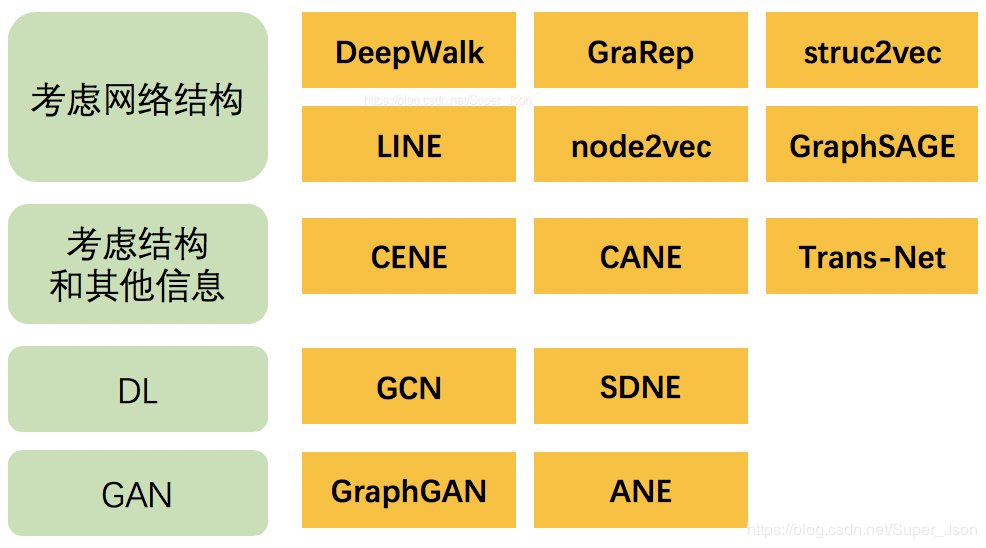 考虑网络结构
DeepWalk
GraRep
struc2vec
https://blog.csdn.net/Super_Json
LINE
node2vec
GraphSAGE
考虑结构
和其他信息
CENE
CANE
Trans-Net
DL
GCN
SDNE
GAN
GraphGAN
ANE
https://blog.csdn.net/Super_Json